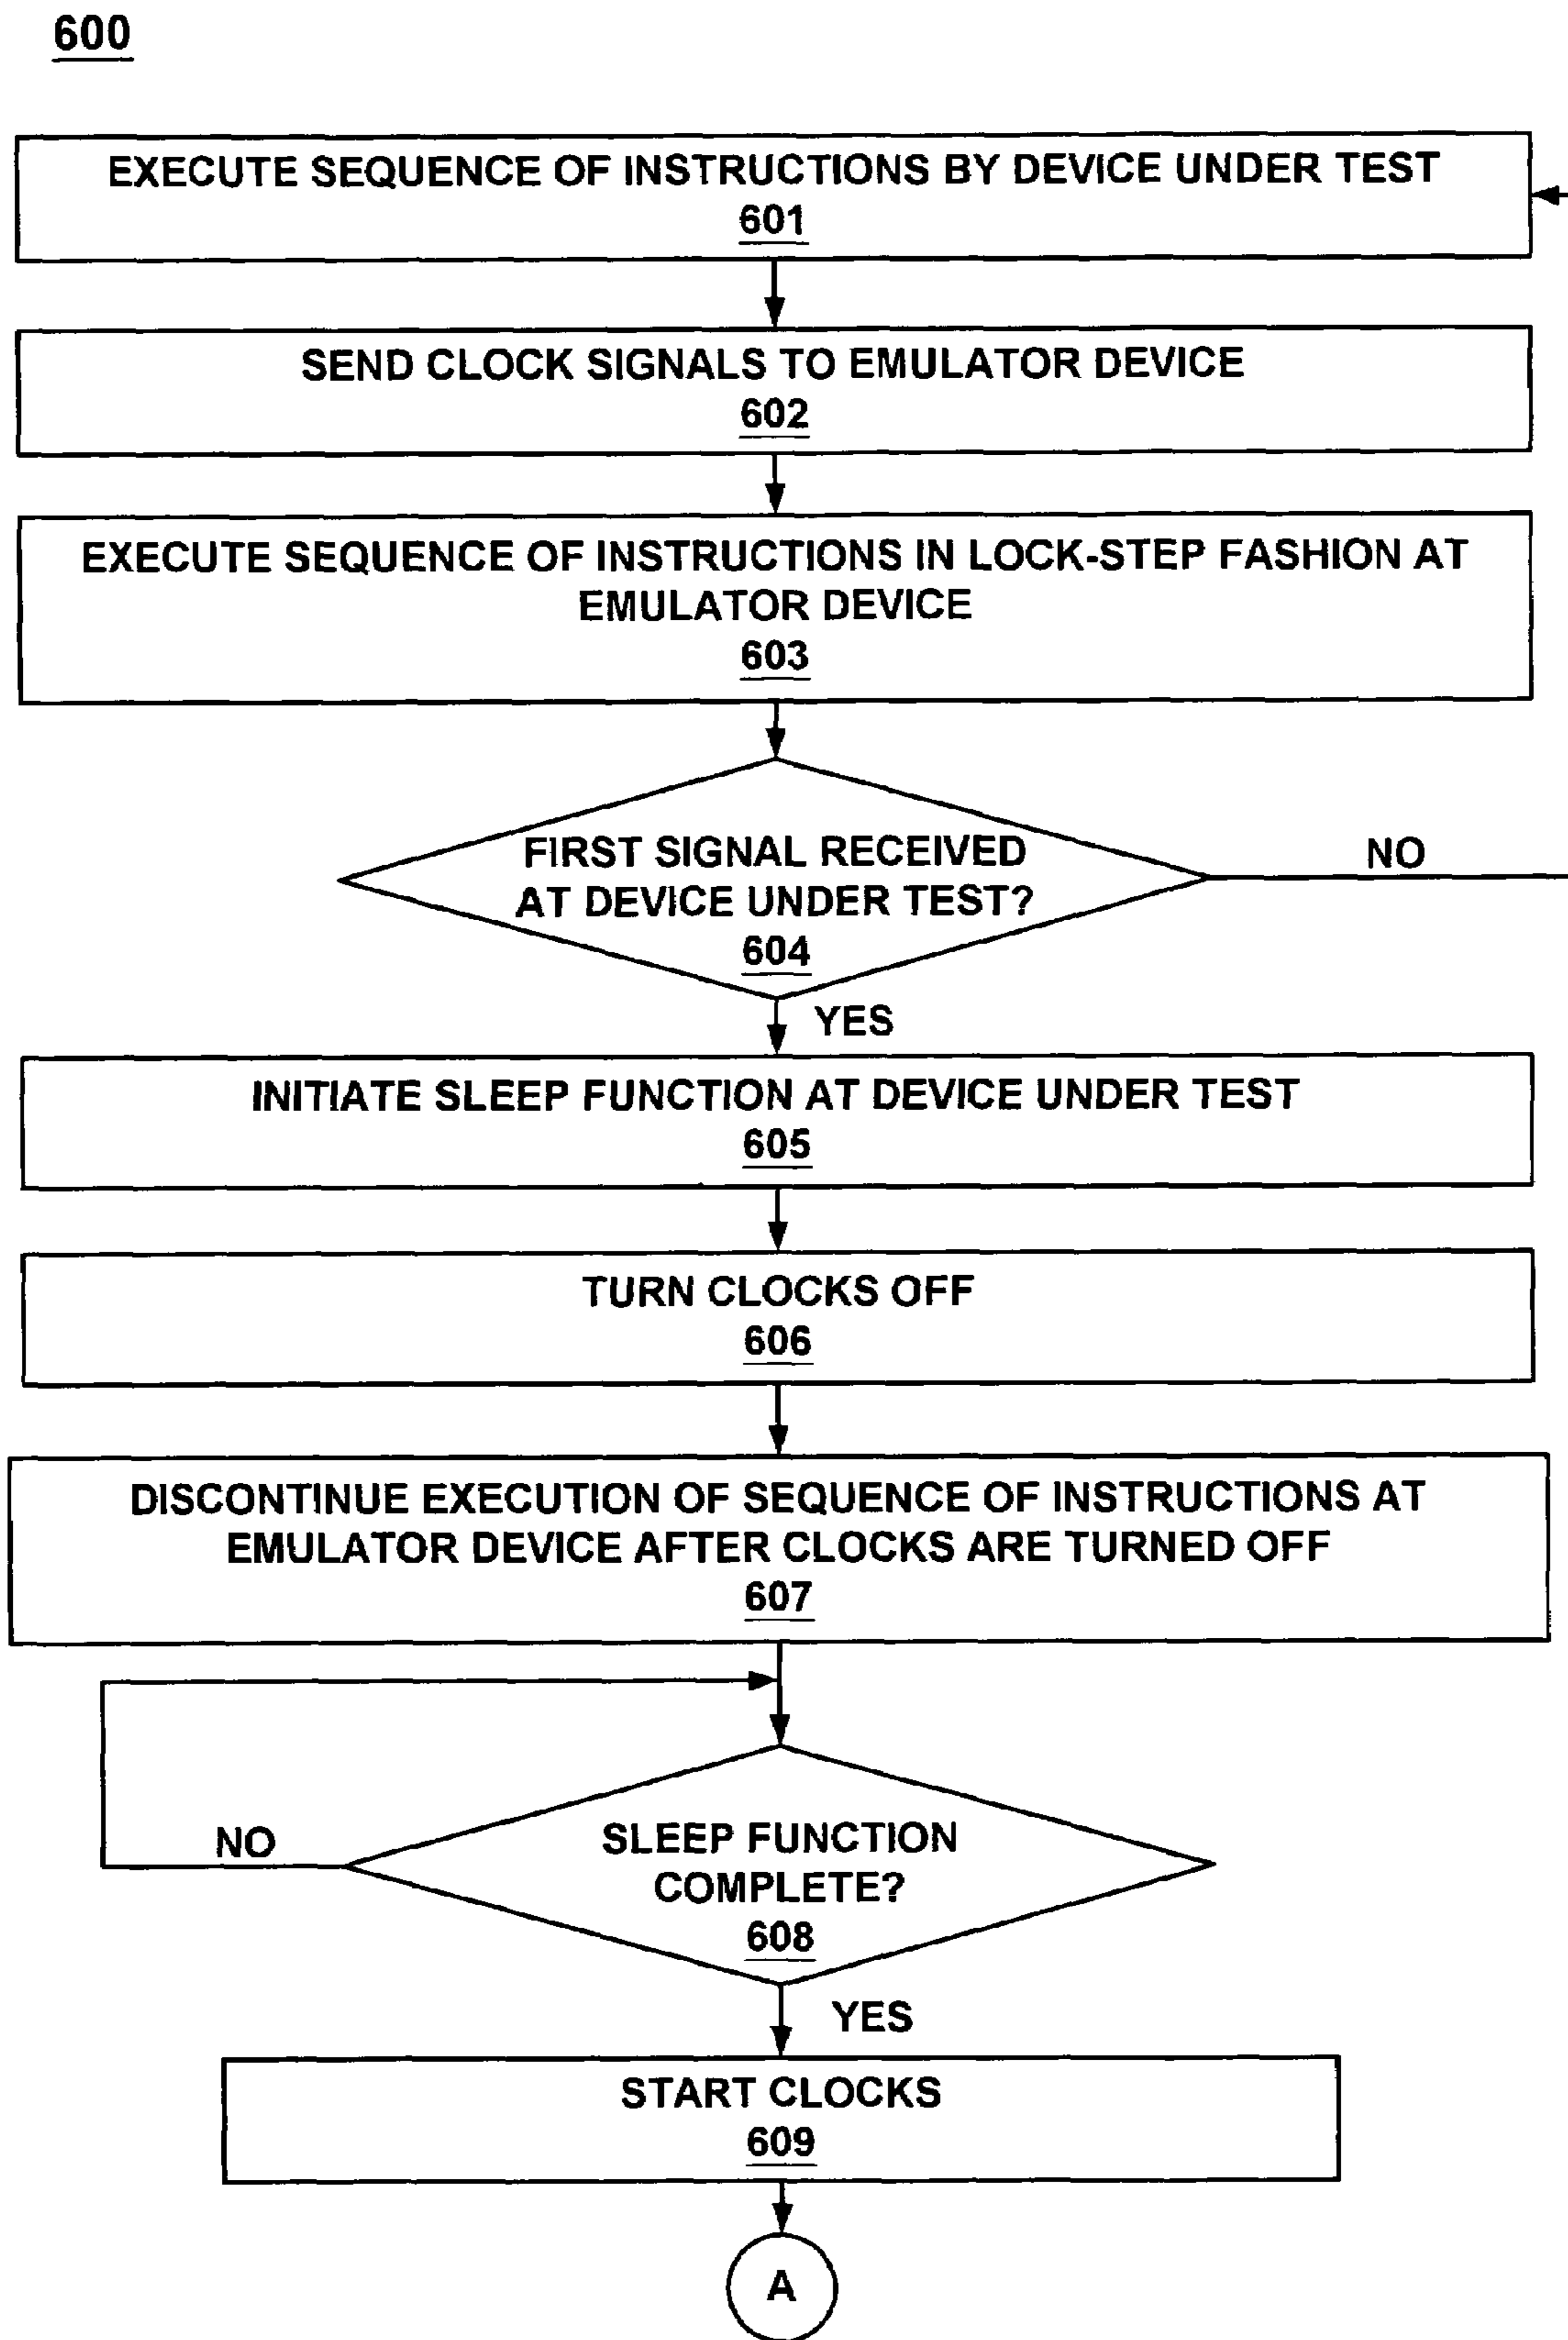 600
EXECUTE SEQUENCE OF INSTRUCTIONS BY DEVICE UNDER TEST
601
SEND CLOCK SIGNALS TO EMULATOR DEVICE
602
EXECUTE SEQUENCE OF INSTRUCTIONS IN LOCK-STEP FASHION AT
EMULATOR DEVICE
603
FIRST SIGNAL RECEIVED
AT DEVICE UNDER TEST?
604
NO
YES
INITIATE SLEEP FUNCTION AT DEVICE UNDER TEST
605
TURN CLOCKS OFF
606
DISCONTINUE EXECUTION OF SEQUENCE OF INSTRUCTIONS AT
EMULATOR DEVICE AFTER CLOCKS ARE TURNED OFF
607
NO
SLEEP FUNCTION
COMPLETE?
608
YES
START CLOCKS
609
A